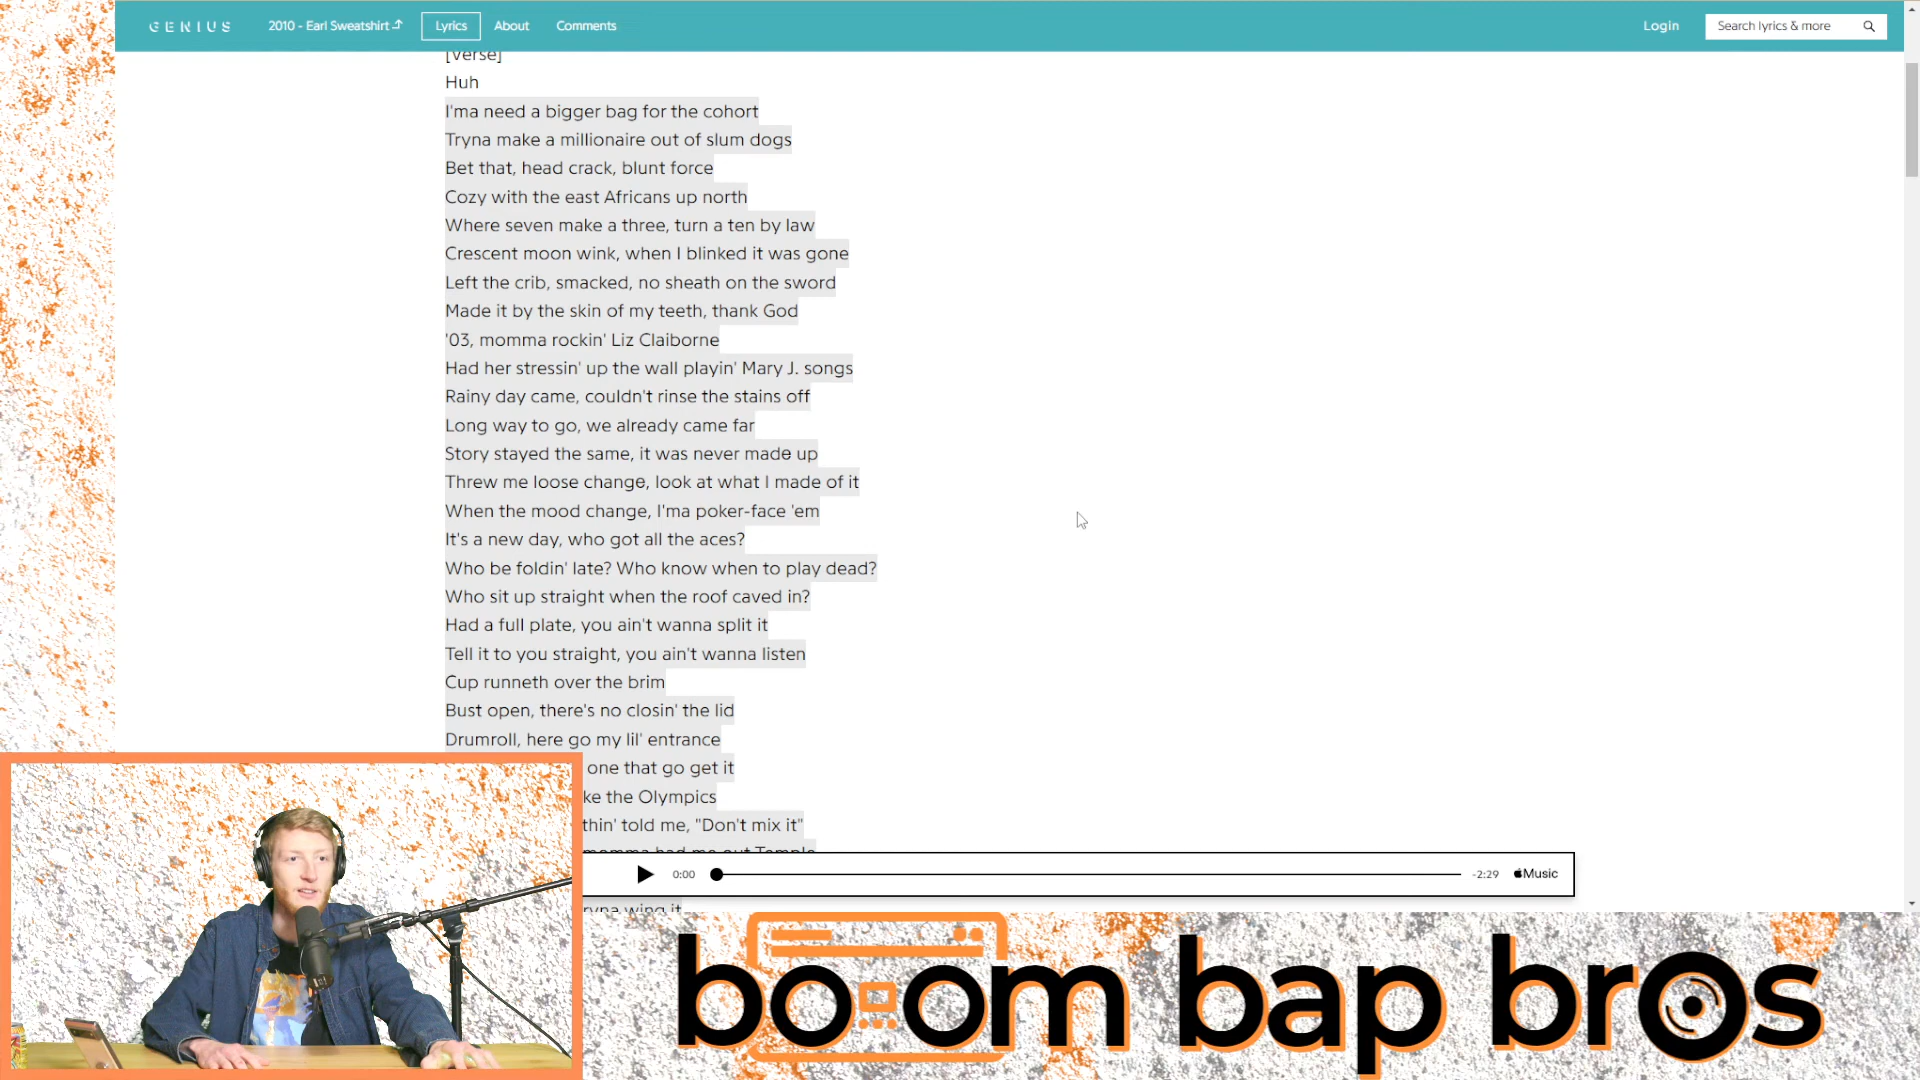 GENIUS
2010 - Earl Sweatshirt
Lyrics
About
Comments
Login
Search lyrics & more
[Verse]
Huh
I'ma need a bigger bag for the cohort
Tryna make a millionaire out of slum dogs
Bet that, head crack, blunt force
Cozy with the east Africans up north
Where seven make a three, turn a ten by law
Crescent moon wink, when I blinked it was gone
Left the crib, smacked, no sheath on the sword
Made it by the skin of my teeth, thank God
'03, momma rockin' Liz Claiborne
Had her stressin' up the wall playin' Mary J. songs
Rainy day came, couldn't rinse the stains off
Long way to go, we already came far
Story stayed the same, it was never made up
Threw me loose change, look at what I made of it
When the mood change, I'ma poker-face 'em
It's a new day, who got all the aces?
Who be foldin' late? Who know when to play dead?
Who sit up straight when the roof caved in?
Had a full plate, you ain't wanna split it
Tell it to you straight, you ain't wanna listen
Cup runneth over the brim
Bust open, there's no closin' the lid
Drumroll, here go my lil' entrance
one that go get it
ke the Olympics
thin' told me, "Don't mix it"
momma had me out Temple
0:00
-2:29
Music
ryna wing it
boom bap bros